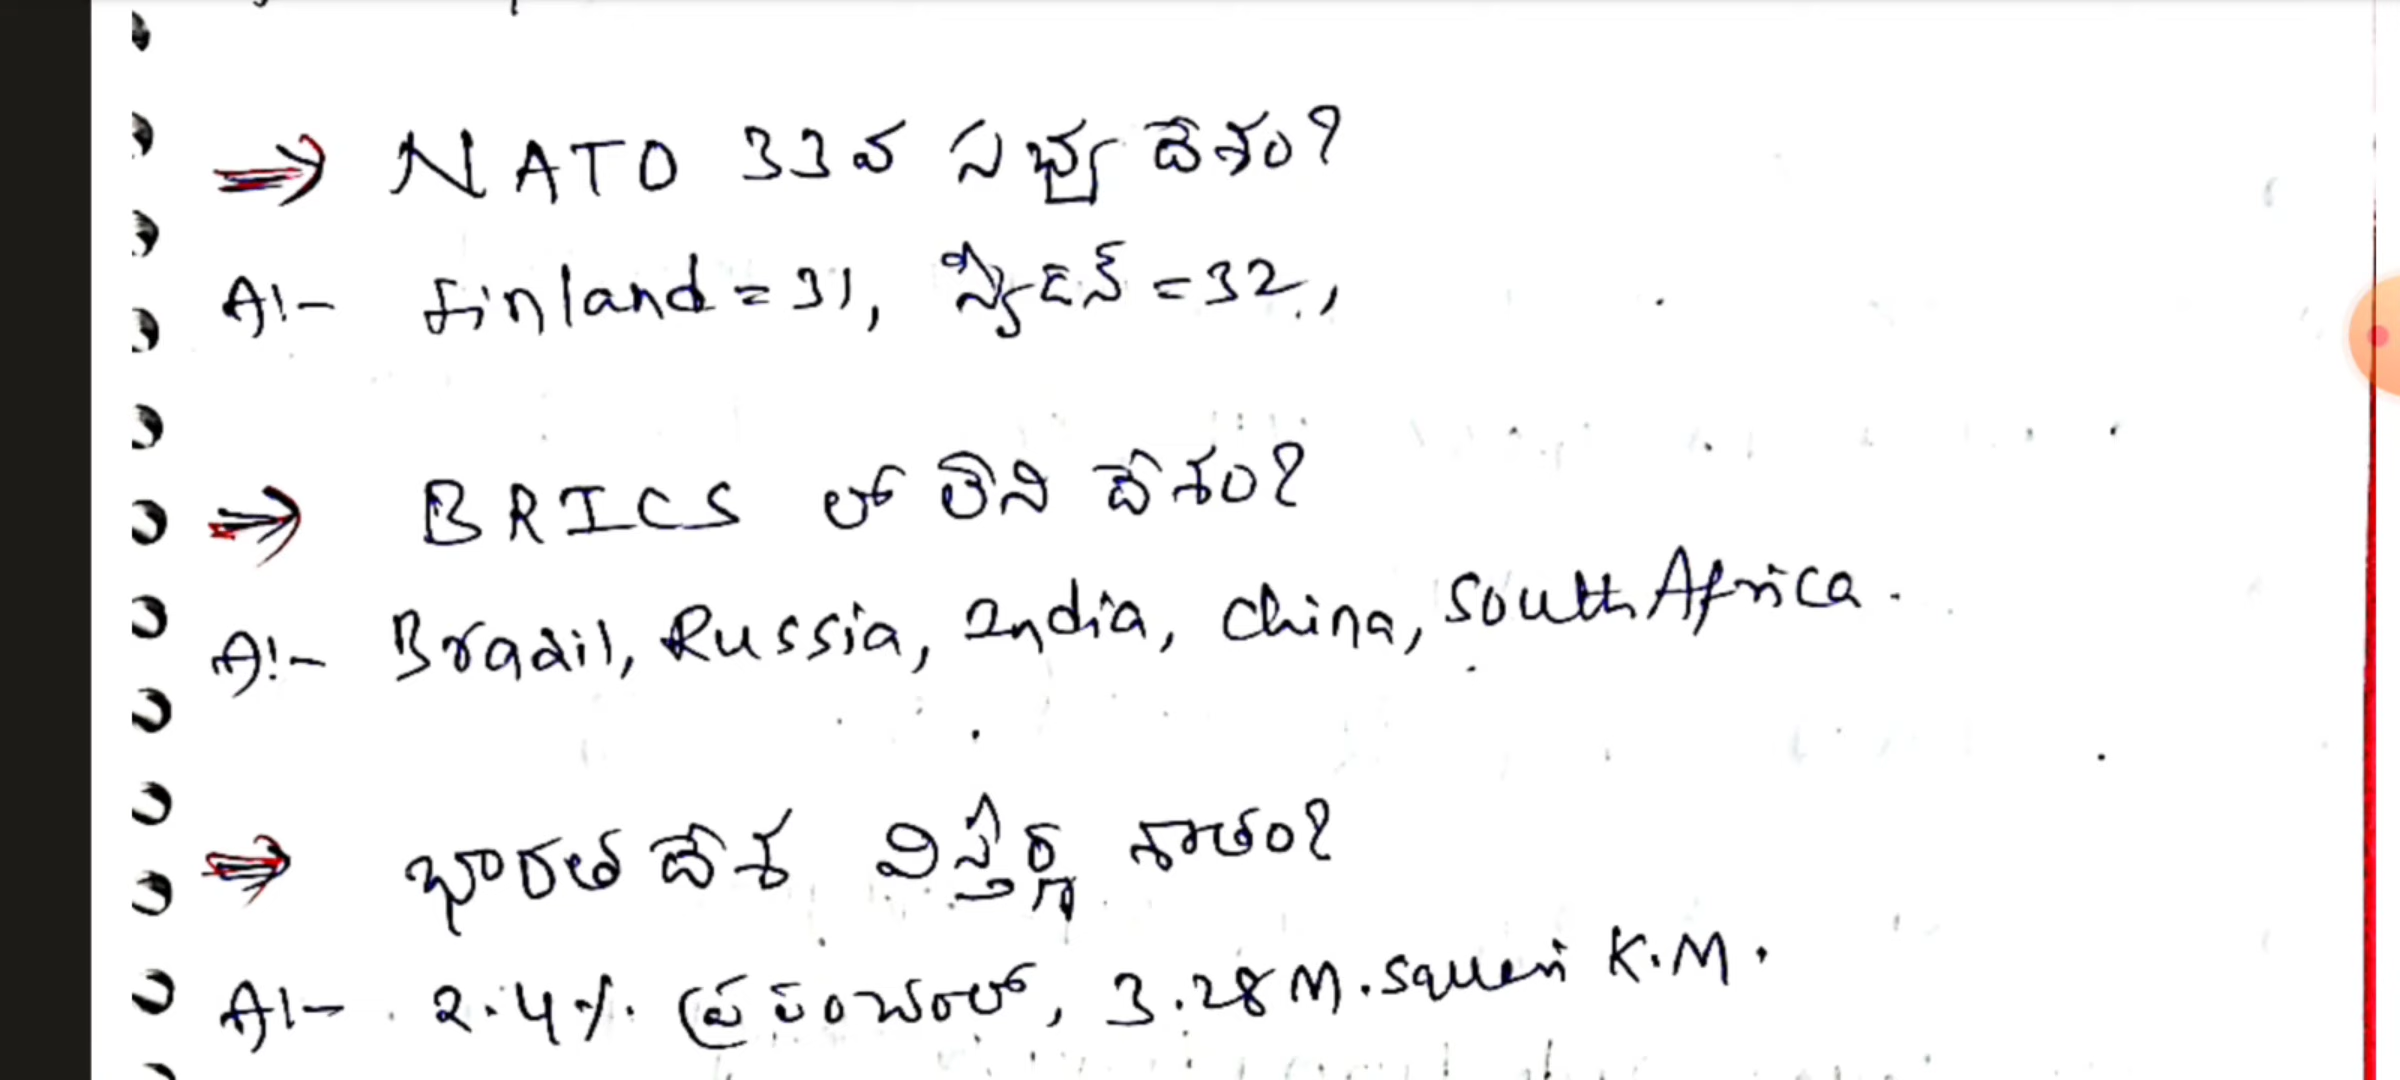 ⇒ NATO 33వ సభ్య దేశం?
A!- Finland = 31, స్వీడన్ = 32,
⇒ BRICS లో లేని దేశం?
A!- Brazil, Russia, India, China, South Africa.
⇒ భారత దేశ విస్తీర్ణ శాతం?
A!- 2.4%. ప్రపంచంలో, 3.28 M. squeri K.M.